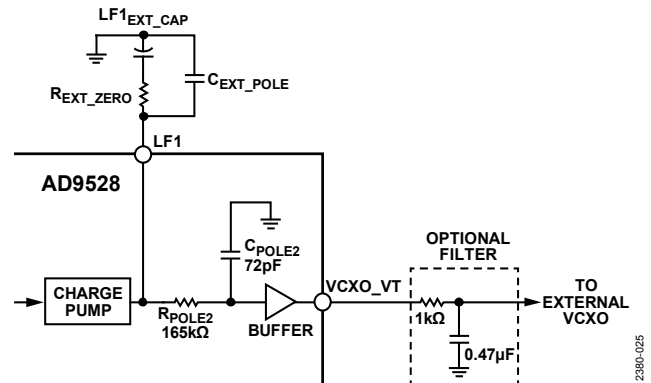 LF1EXT_CAP
REXT_ZERO
CEXT_POLE
LF1
AD9528
CPOLE2
72pF
OPTIONAL
FILTER
CHARGE
PUMP
RPOLE2
165kΩ
BUFFER
VCXO_VT
1kΩ
0.47µF
TO
EXTERNAL
VCXO
2380-025